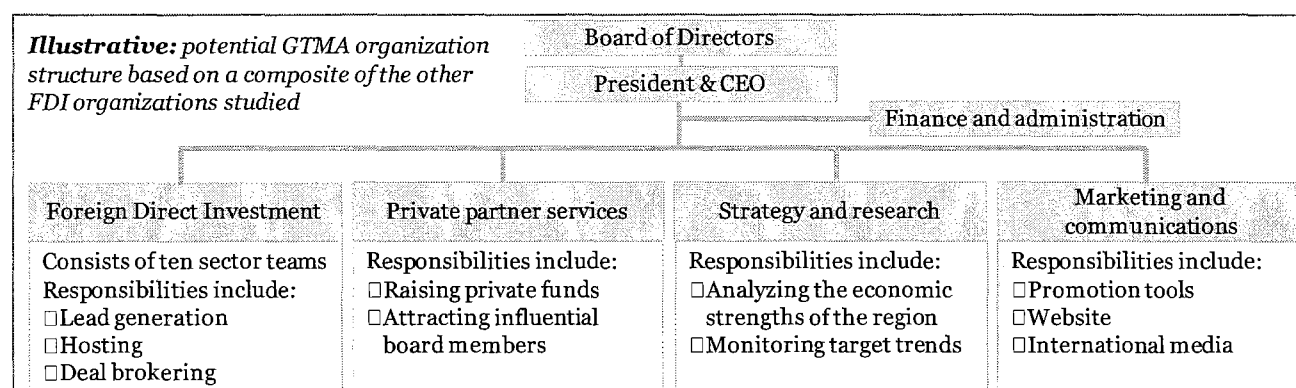 Illustrative: potential GTMA organization
structure based on a composite of the other
FDI organizations studied
Board of Directors
President & CEO
Finance and administration
Foreign Direct Investment
Consists of ten sector teams
Responsibilities include:
□Lead generation
□Hosting
□Deal brokering
Private partner services
Responsibilities include:
□Raising private funds
□Attracting influential
board members
Strategy and research
Responsibilities include:
□Analyzing the economic
strengths of the region
□Monitoring target trends
Marketing and
communications
Responsibilities include:
□Promotion tools
□Website
□International media